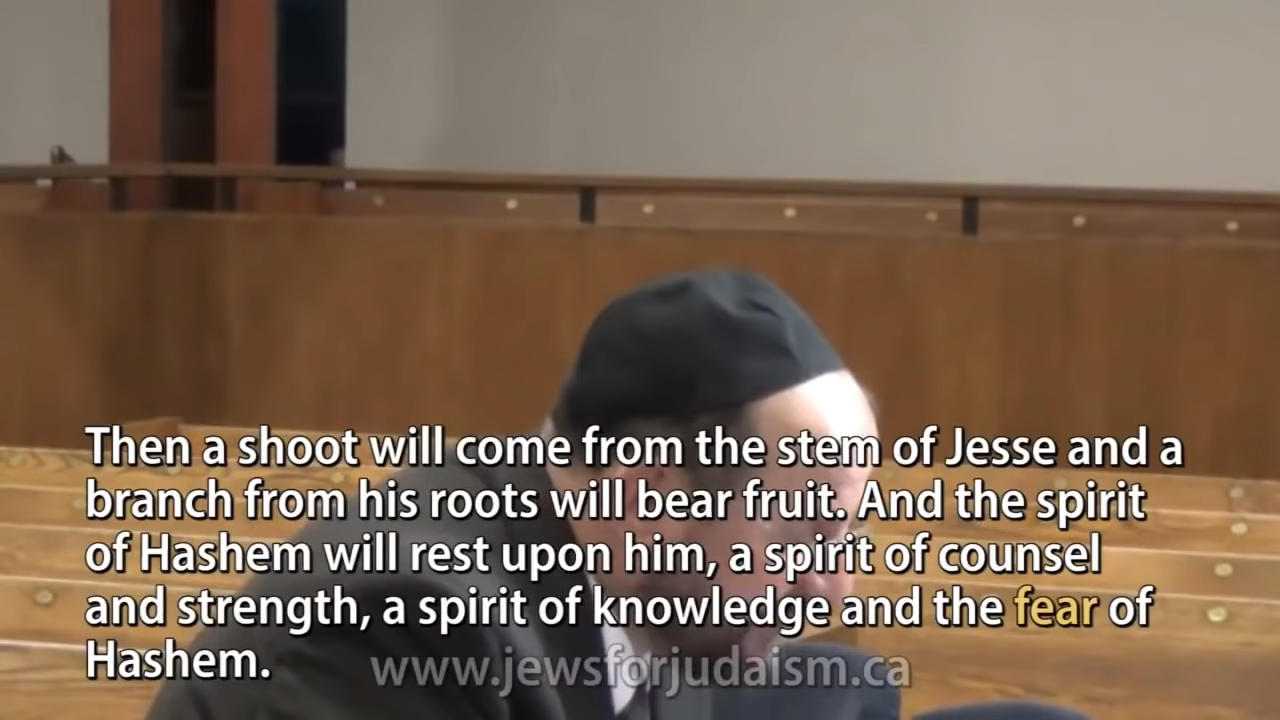 Then a shoot will come from the stem of Jesse and a
branch from his roots will bear fruit. And the spirit
of Hashem will rest upon him, a spirit of counsel
and strength, a spirit of knowledge and the fear of
Hashem.
www.jewsforjudaism.ca